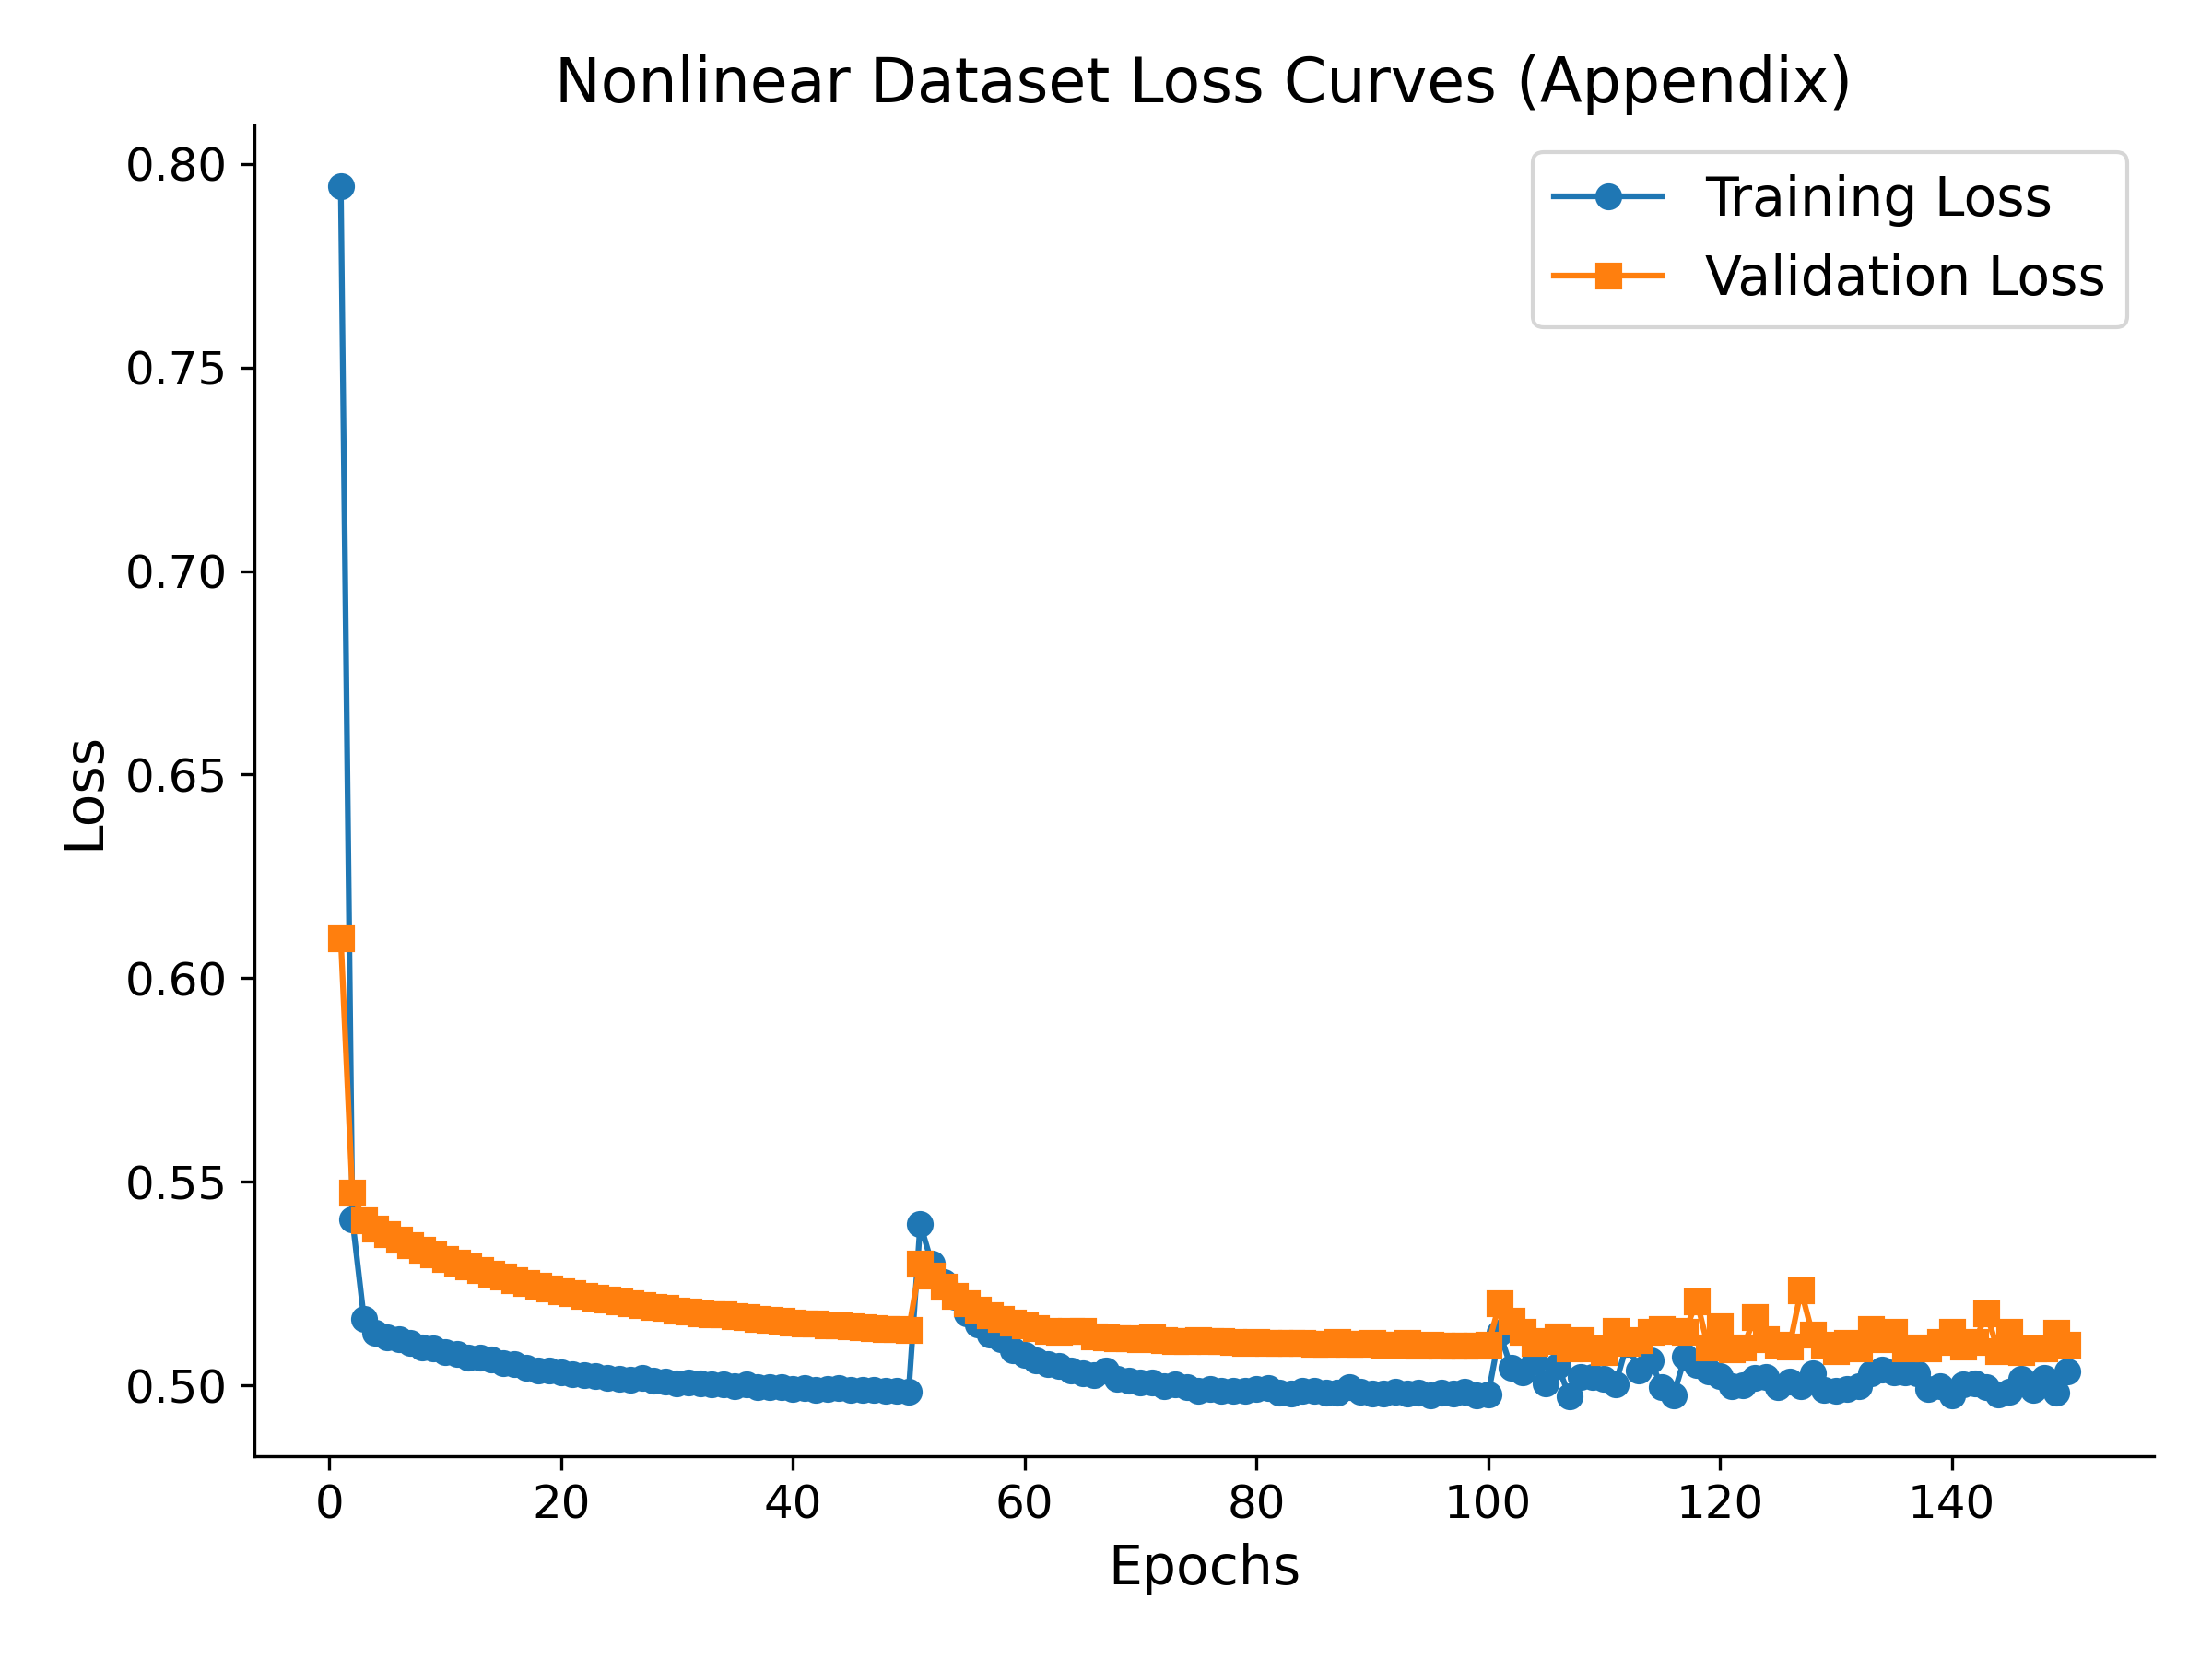 Nonlinear Dataset Loss Curves (Appendix)
Training Loss
Validation Loss
0.80
0.75
0.70
0.65
0.60
0.55
0.50
Loss
0 20 40 60 80 100 120 140
Epochs